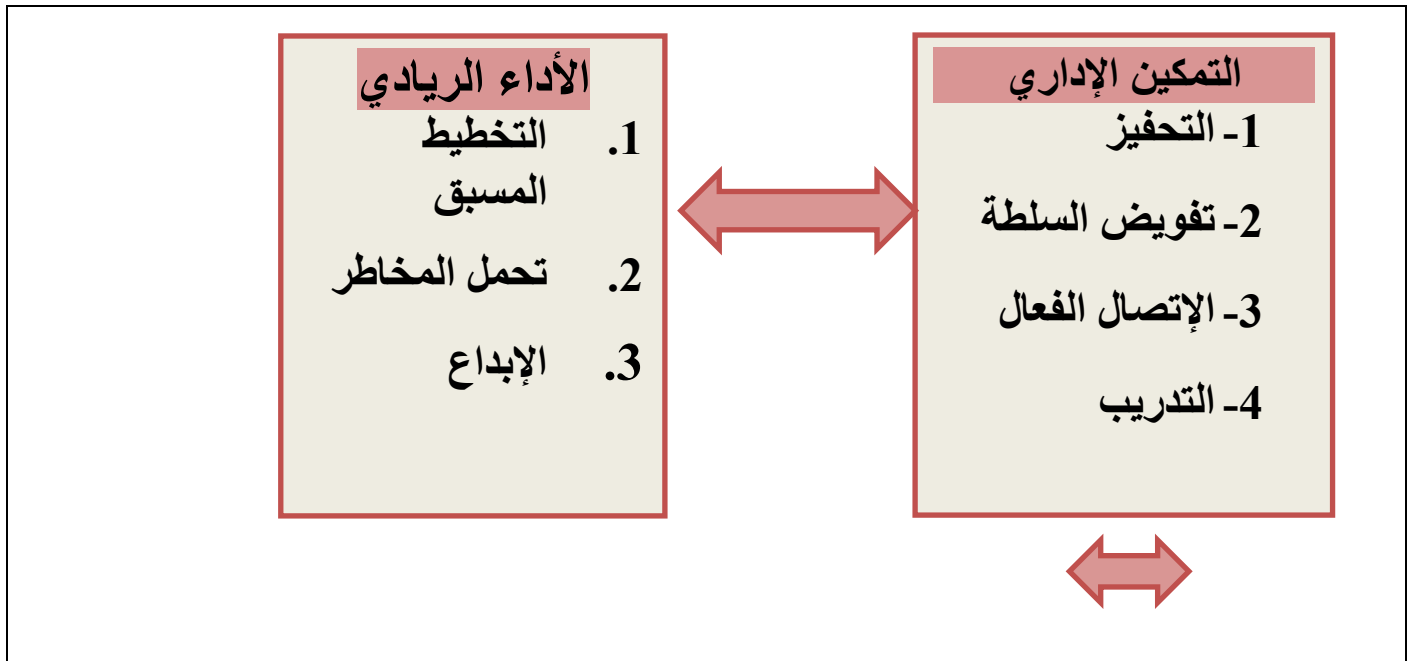 التمكين الإداري
1- التحفيز
2- تفويض السلطة
3- الإتصال الفعال
4- التدريب
الأداء الريادي
1. التخطيط
المسبق
2. تحمل المخاطر
3. الإبداع